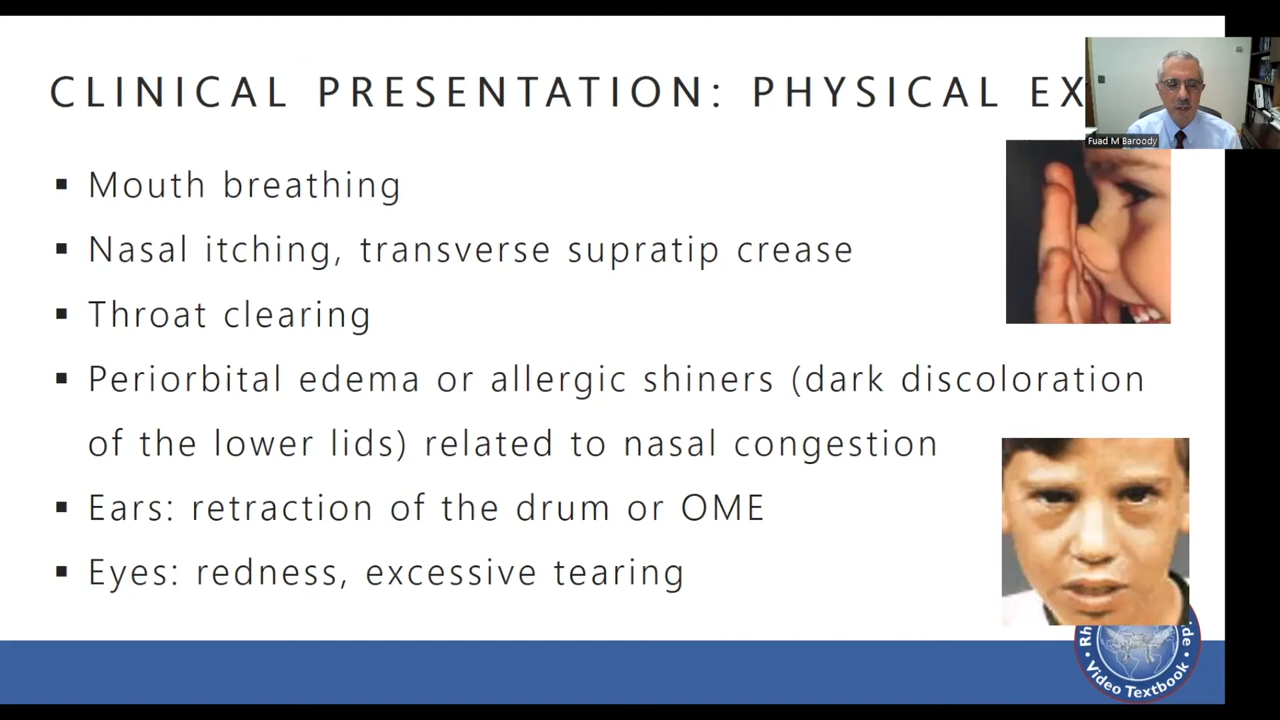 CLINICAL PRESENTATION: PHYSICAL EX
Fuad M Baroody
▪ Mouth breathing
▪ Nasal itching, transverse supratip crease
▪ Throat clearing
▪ Periorbital edema or allergic shiners (dark discoloration
of the lower lids) related to nasal congestion
▪ Ears: retraction of the drum or OME
▪ Eyes: redness, excessive tearing
Video Textbook